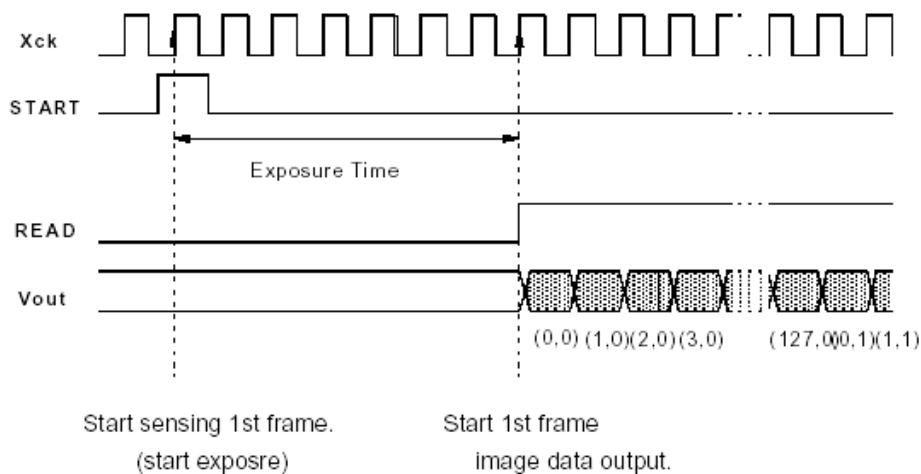 Xck
START
Exposure Time
READ
Vout
(0,0) (1,0)(2,0)(3,0) (127,0)(0,1)(1,1)
Start sensing 1st frame. Start 1st frame
(start exposre) image data output.